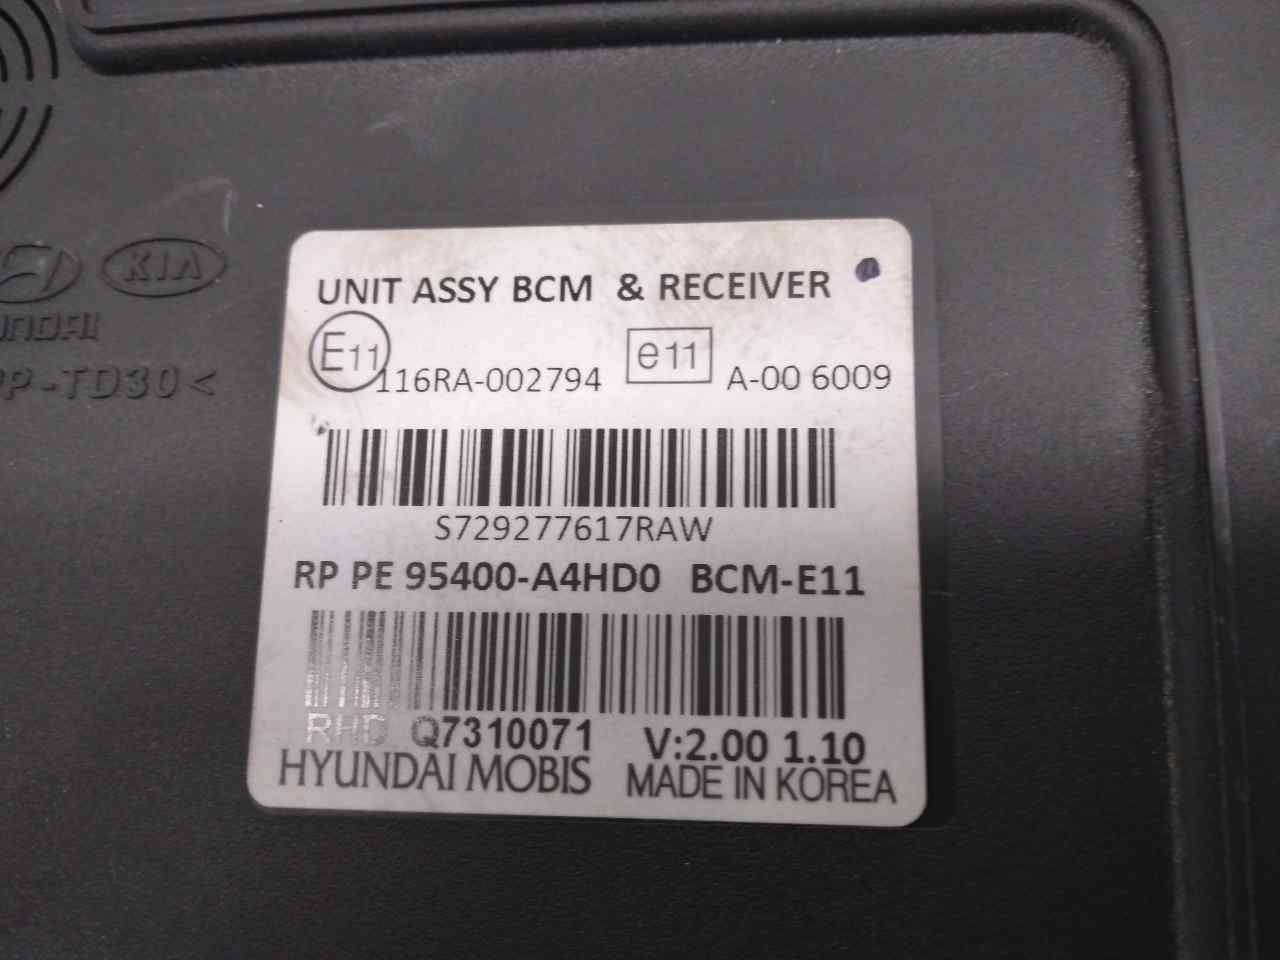 UNIT ASSY BCM & RECEIVER
E11 116RA-002794 e11 A-00 6009
S729277617RAW
RP PE 95400-A4HD0 BCM-E11
RHD Q7310071 V:2.00 1.10
HYUNDAI MOBIS MADE IN KOREA
KIA
-TD30<